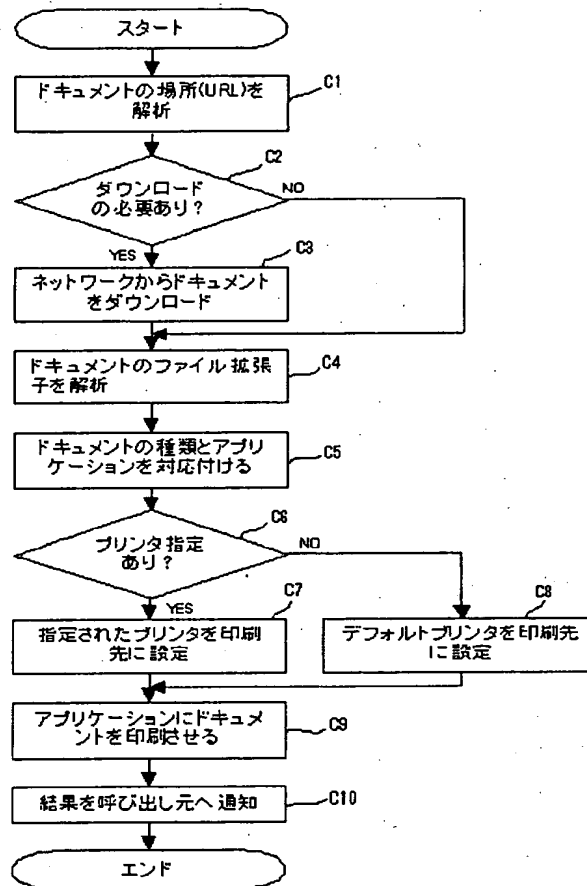 スタート
ドキュメントの場所(URL)を
解析
C1
C2
ダウンロード
の必要あり?
NO
YES
C3
ネットワークからドキュメント
をダウンロード
ドキュメントのファイル拡張
子を解析
C4
ドキュメントの種類とアプリ
ケーションを対応付ける
C5
C6
プリンタ指定
あり?
NO
YES
C7
指定されたプリンタを印刷
先に設定
C8
デフォルトプリンタを印刷先
に設定
アプリケーションにドキュメ
ントを印刷させる
C9
結果を呼び出し元へ通知
C10
エンド